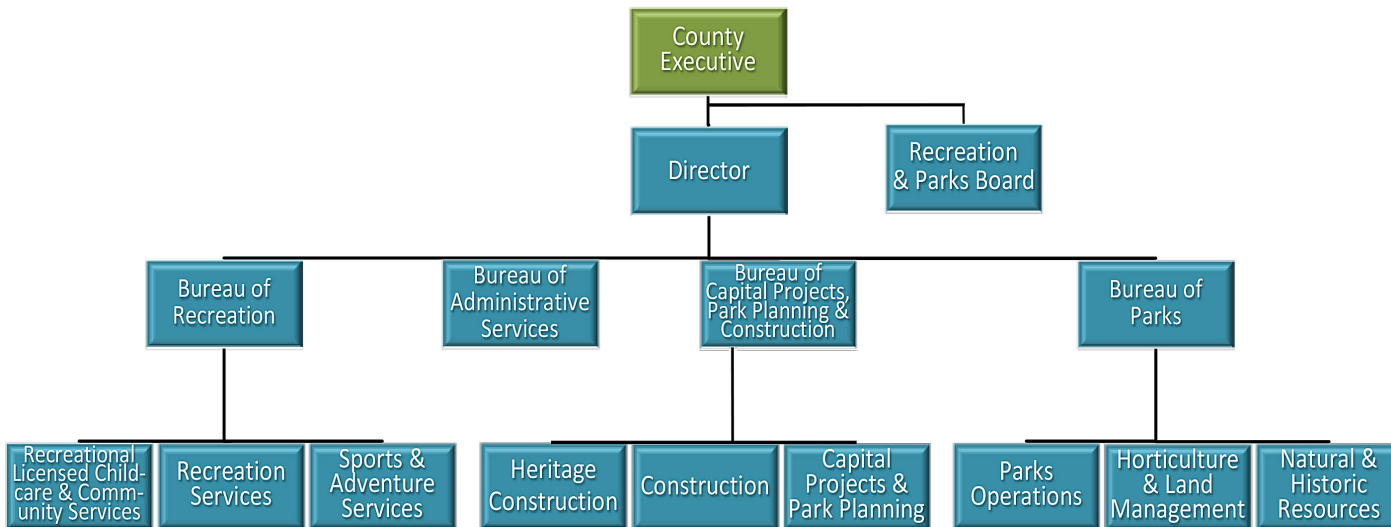 County
Executive
Director
Recreation
& Parks Board
Bureau of
Recreation
Bureau of
Administrative
Services
Bureau of
Capital Projects,
Park Planning &
Construction
Bureau of
Parks
Recreational
Licensed Child-
care & Comm-
unity Services
Recreation
Services
Sports &
Adventure
Services
Heritage
Construction
Construction
Capital
Projects &
Park Planning
Parks
Operations
Horticulture
& Land
Management
Natural &
Historic
Resources